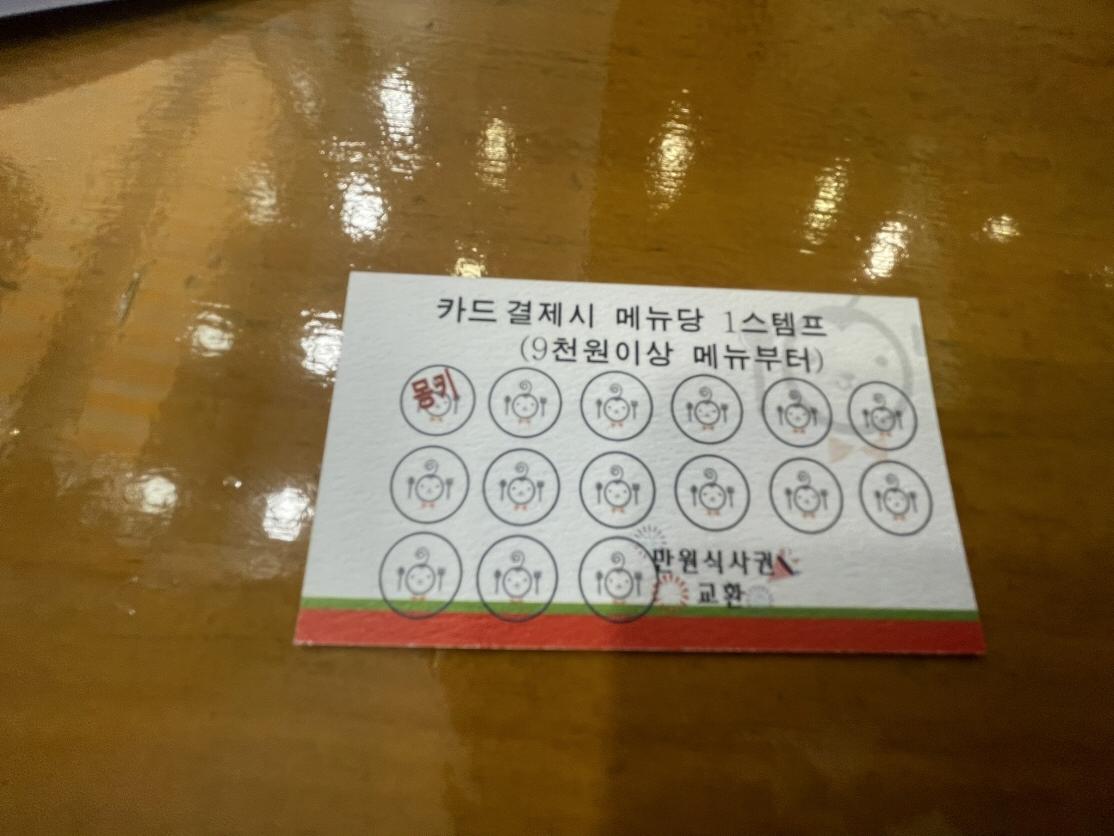 카드결제시 메뉴당 1스템프
(9천원이상 메뉴부터)
몽키
만원식사권
교환